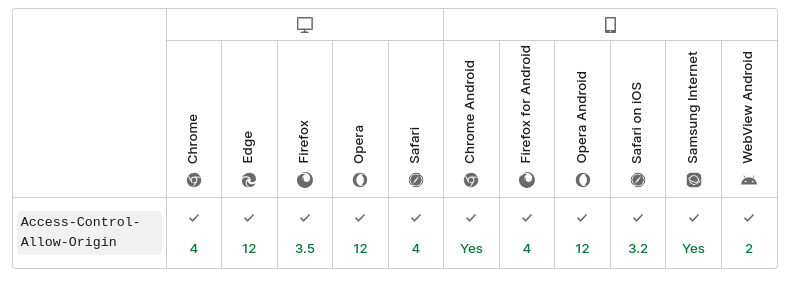 Chrome
Edge
Firefox
Opera
Safari
Chrome Android
Firefox for Android
Opera Android
Safari on iOS
Samsung Internet
WebView Android
Access-Control-
Allow-Origin
4
12
3.5
12
4
Yes
4
12
3.2
Yes
2